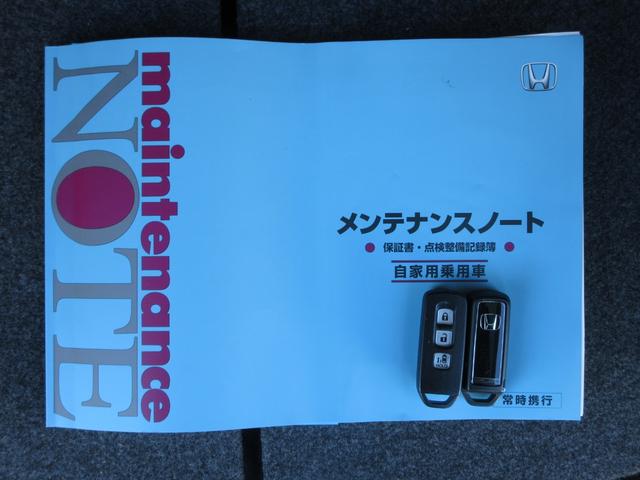 maintenance
NOTE
メンテナンスノート
● 保証書・点検整備記録簿 ●
自家用乗用車
常時携行
HOLD